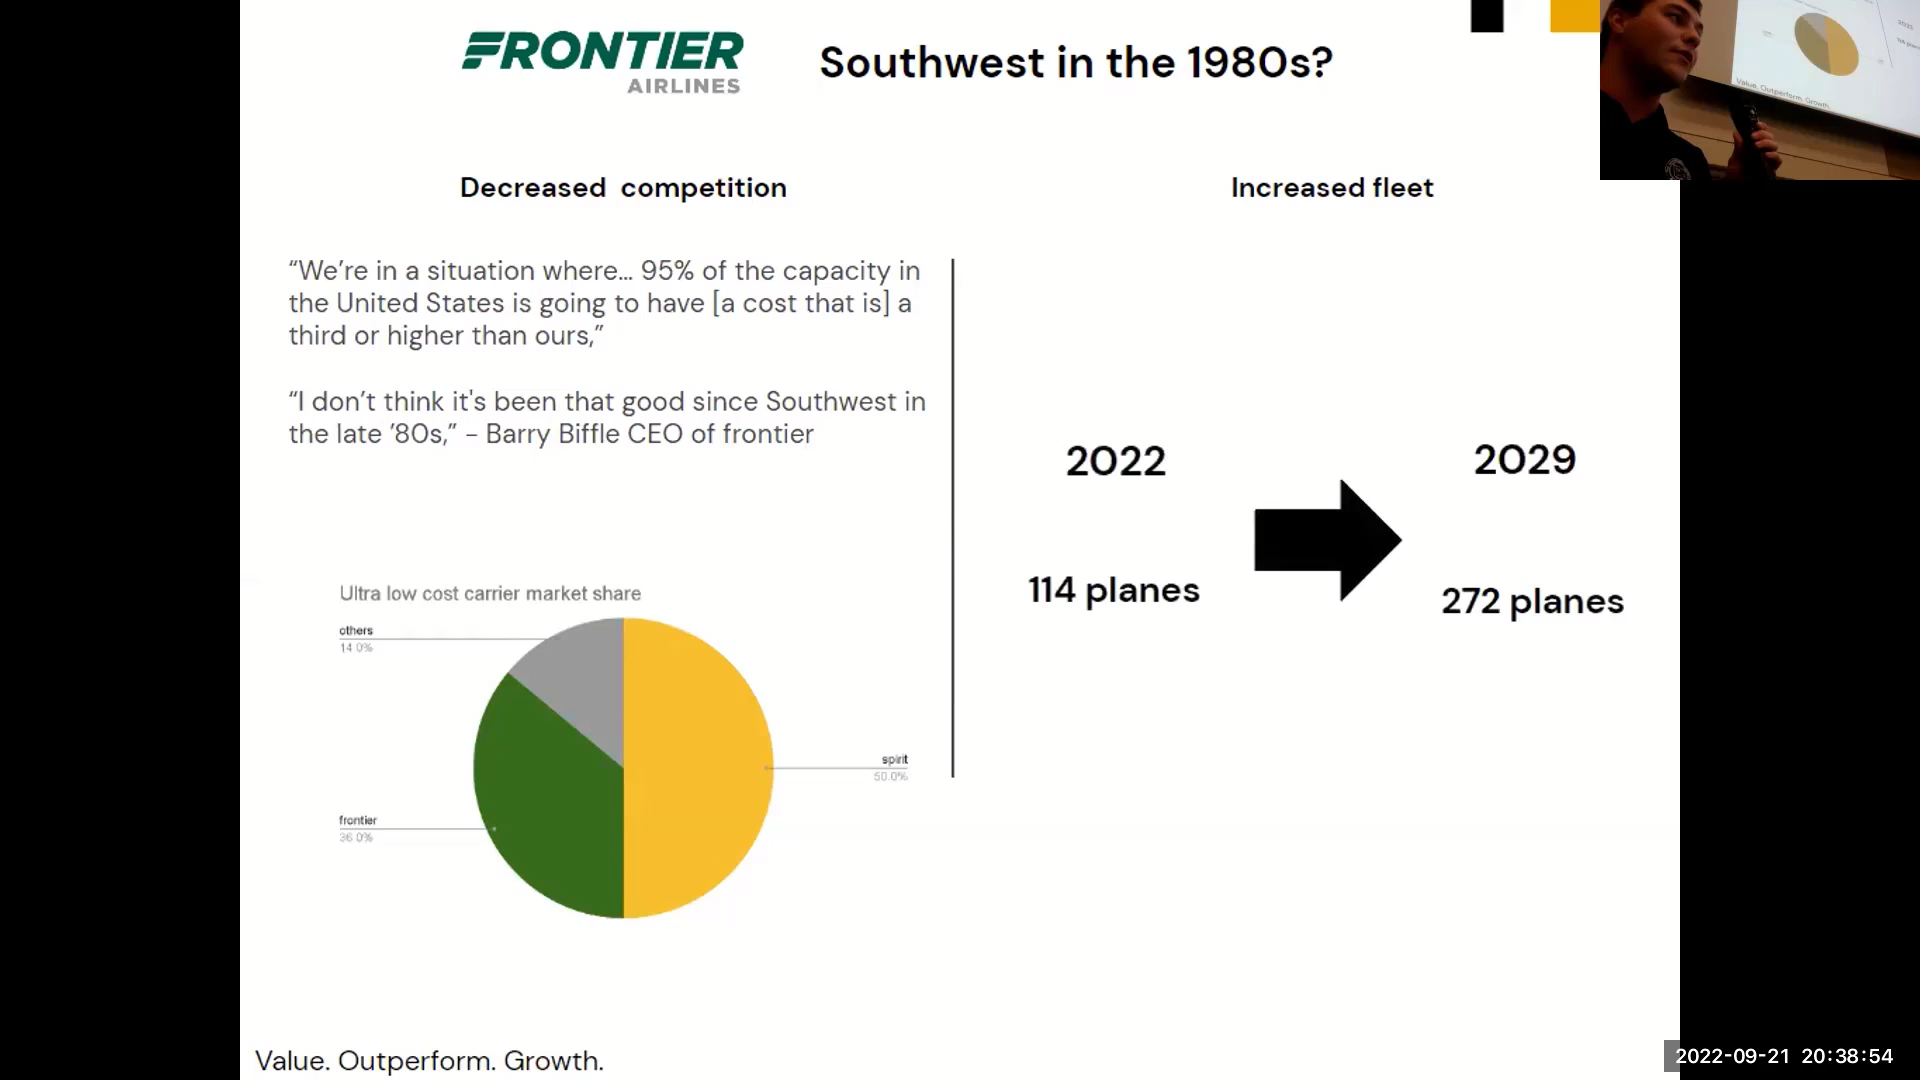 FRONTIER
AIRLINES
Southwest in the 1980s?
Decreased competition
Increased fleet
“We’re in a situation where... 95% of the capacity in
the United States is going to have [a cost that is] a
third or higher than ours,”
“I don’t think it's been that good since Southwest in
the late ’80s,” – Barry Biffle CEO of frontier
2022
2029
114 planes
272 planes
Ultra low cost carrier market share
others
14.0%
spirit
50.0%
frontier
36.0%
Value. Outperform. Growth.
Value. Outperform. Growth.
2022-09-21 20:38:54